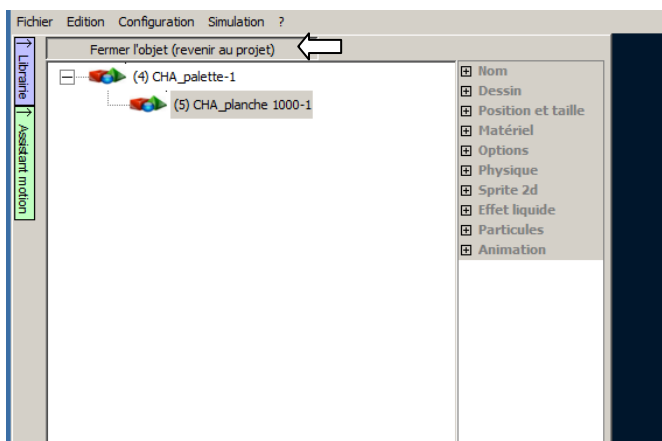 Fichier Edition Configuration Simulation ?
Fermer l'objet (revenir au projet)
Librairie
Assistant motion
(4) CHA_palette-1
(5) CHA_planche 1000-1
Nom
Dessin
Position et taille
Matériel
Options
Physique
Sprite 2d
Effet liquide
Particules
Animation